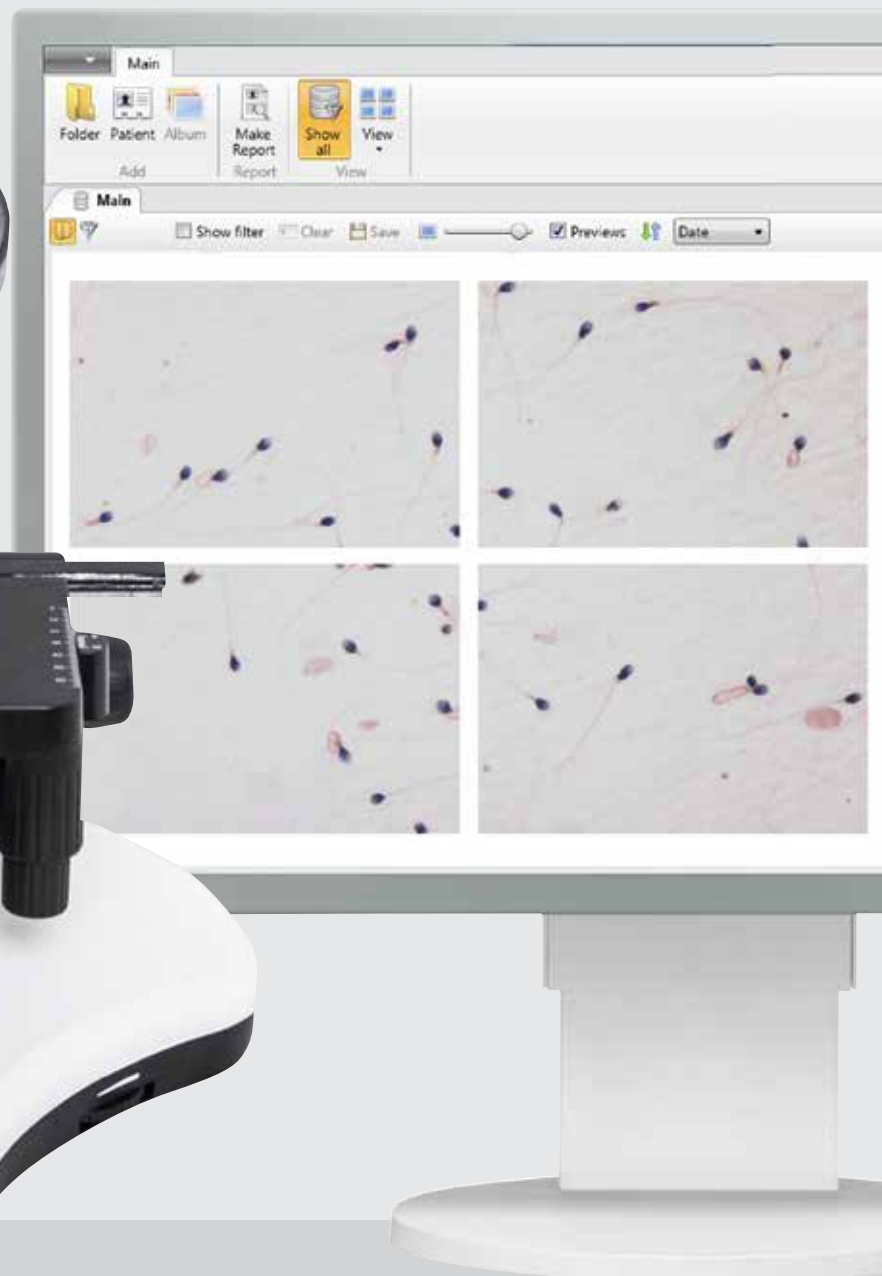 Main
Folder Patient Album Make Report Show all View
Add Report View
Main
Show filter Clear Save Previews Date